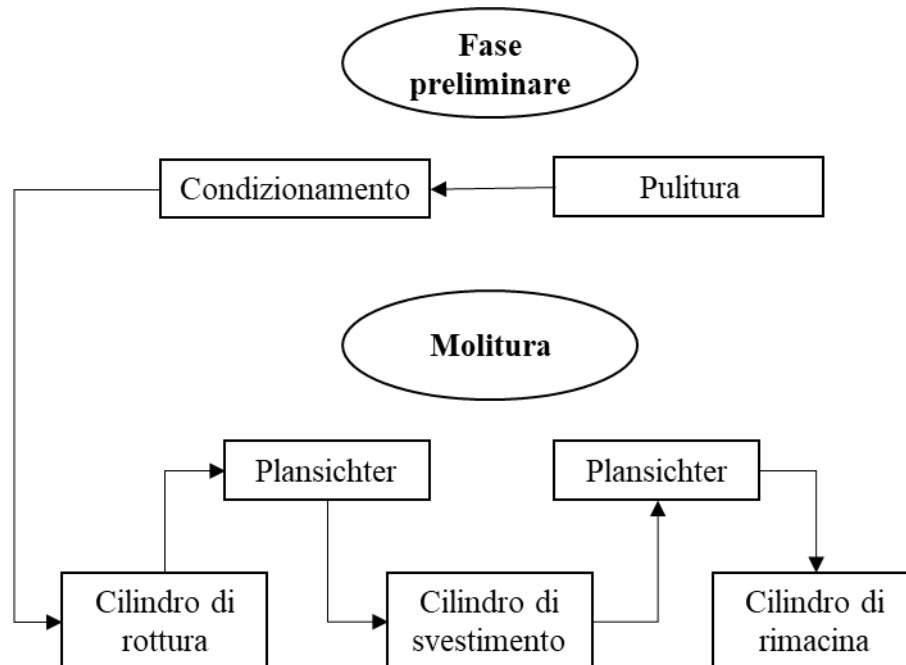 Fase
preliminare
Condizionamento
Pulitura
Molitura
Plansichter
Plansichter
Cilindro di
rottura
Cilindro di
svestimento
Cilindro di
rimacina